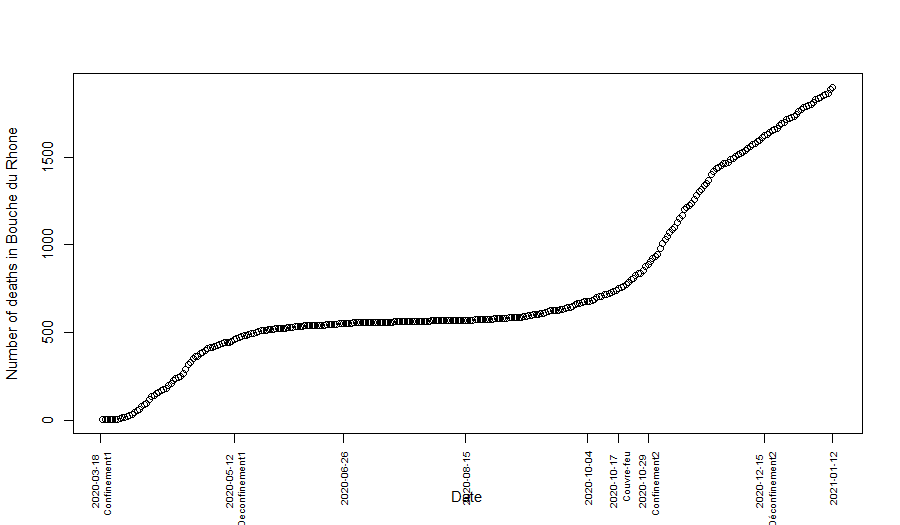 Number of deaths in Bouche du Rhone
0
500
1000
1500
2020-03-18
Confinement1
2020-05-12
Deconfinement1
2020-06-26
2020-08-15
2020-10-04
2020-10-17
Couvre-feu
2020-10-29
Confinement2
2020-12-15
Déconfinement2
2021-01-12
Date